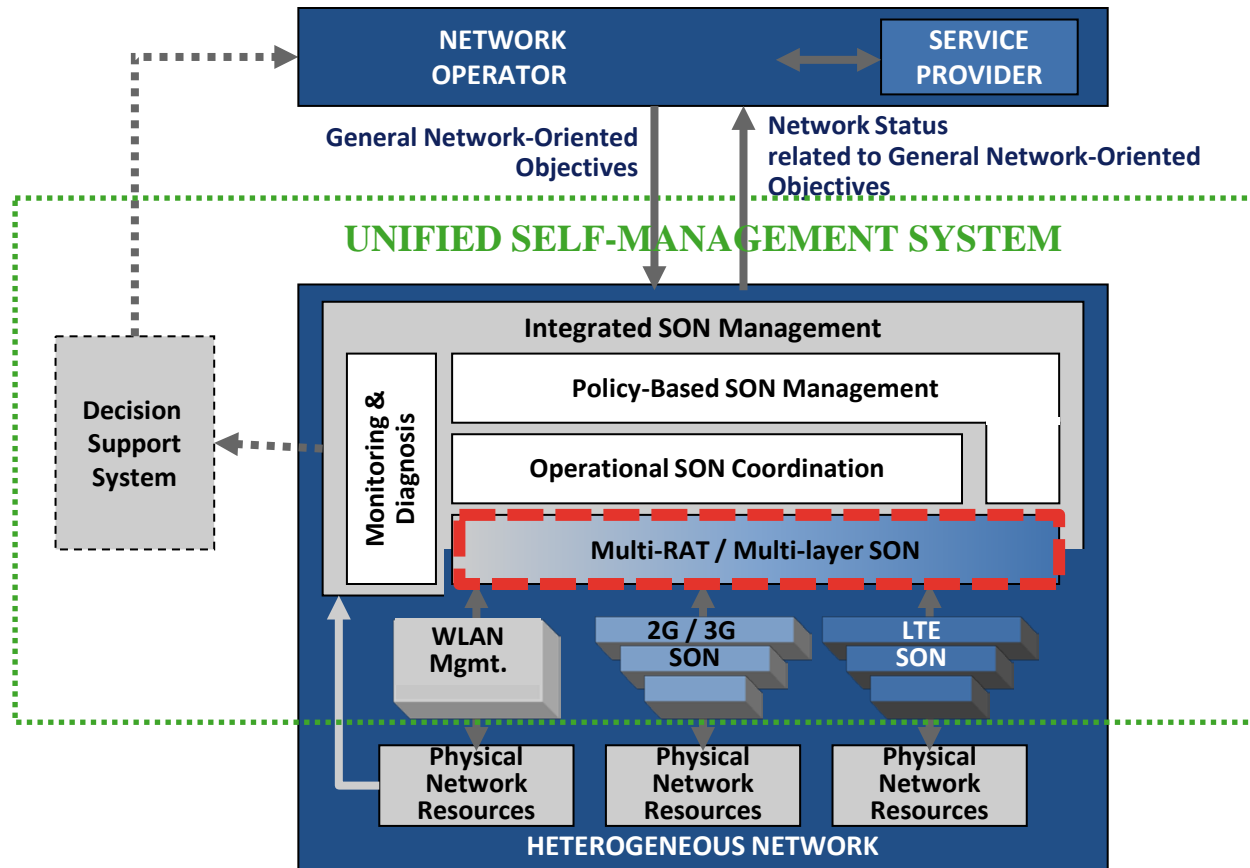 NETWORK
OPERATOR
SERVICE
PROVIDER
General Network-Oriented
Objectives
Network Status
related to General Network-Oriented
Objectives
UNIFIED SELF-MANAGEMENT SYSTEM
Integrated SON Management
Policy-Based SON Management
Operational SON Coordination
Monitoring &
Diagnosis
Decision
Support
System
Multi-RAT / Multi-layer SON
WLAN
Mgmt.
2G / 3G
SON
LTE
SON
Physical
Network
Resources
Physical
Network
Resources
Physical
Network
Resources
HETEROGENEOUS NETWORK